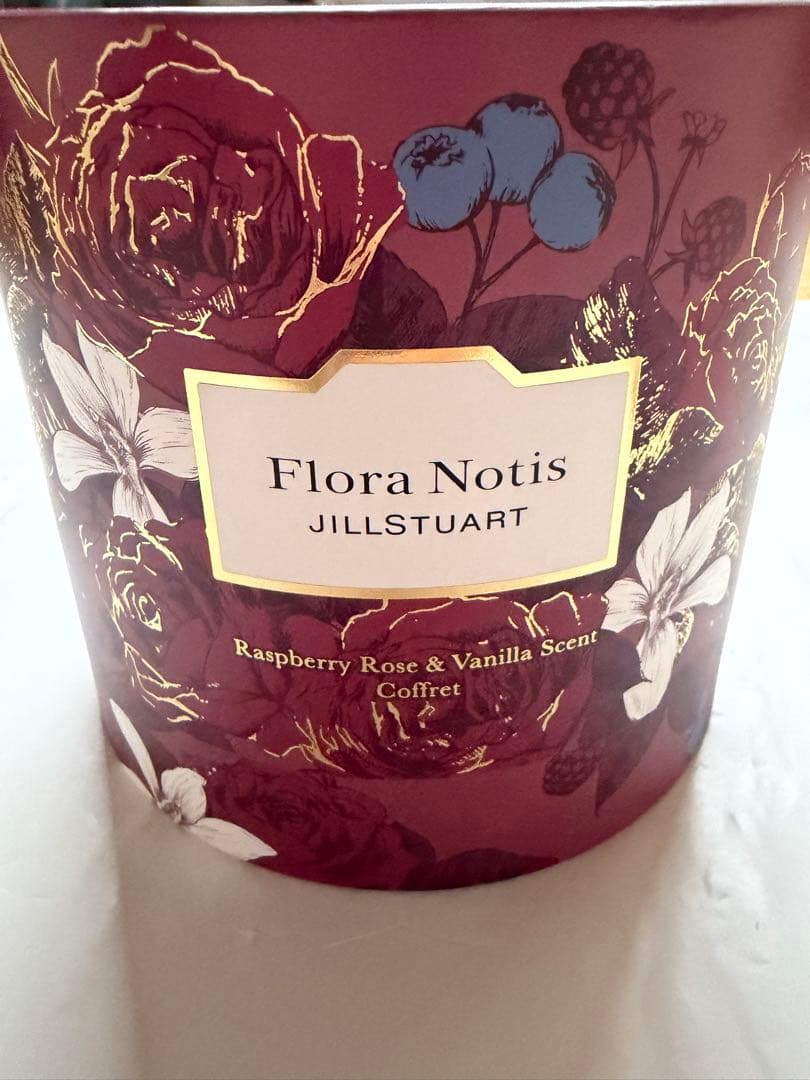 Flora Notis
JILLSTUART
Raspberry Rose & Vanilla Scent
Coffret